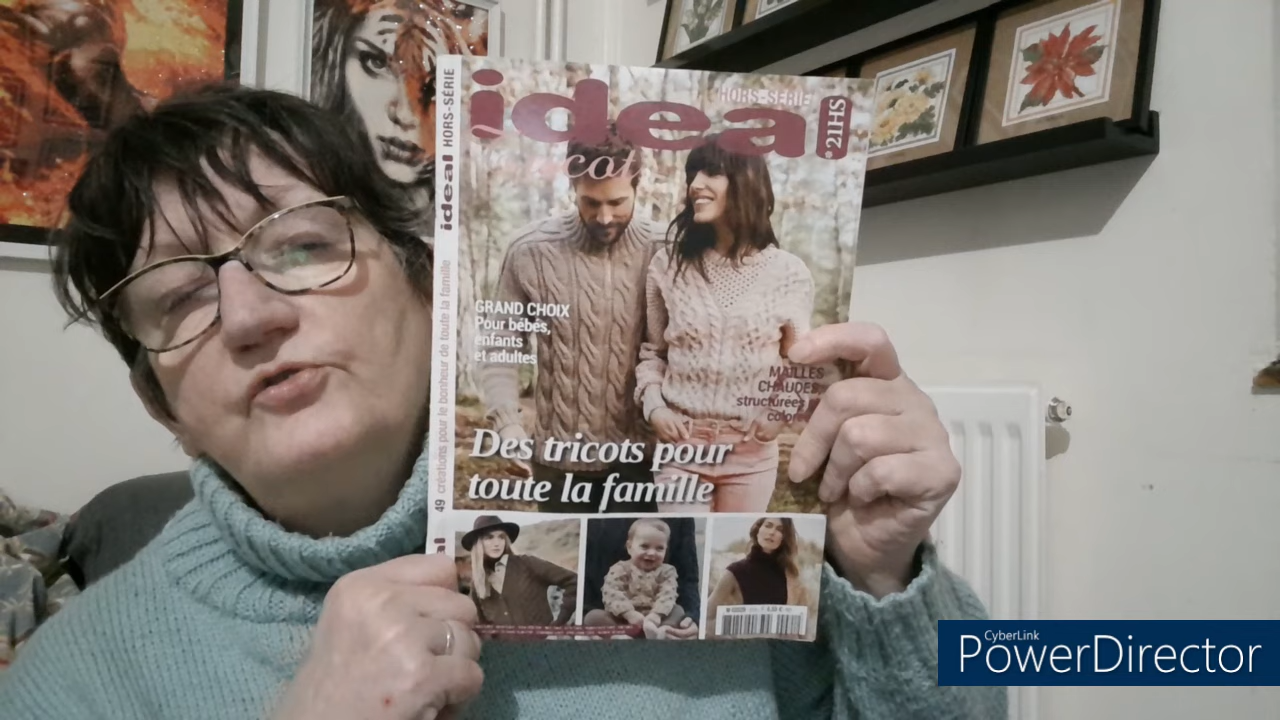 ideal HORS-SÉRIE
49 créations pour le bonheur de toute la famille
HORS-SÉRIE
ideal
21HS
GRAND CHOIX
Pour bébés,
enfants
et adultes
MAILLES
CHAUDES
structurées
Des tricots pour
toute la famille
CyberLink
PowerDirector